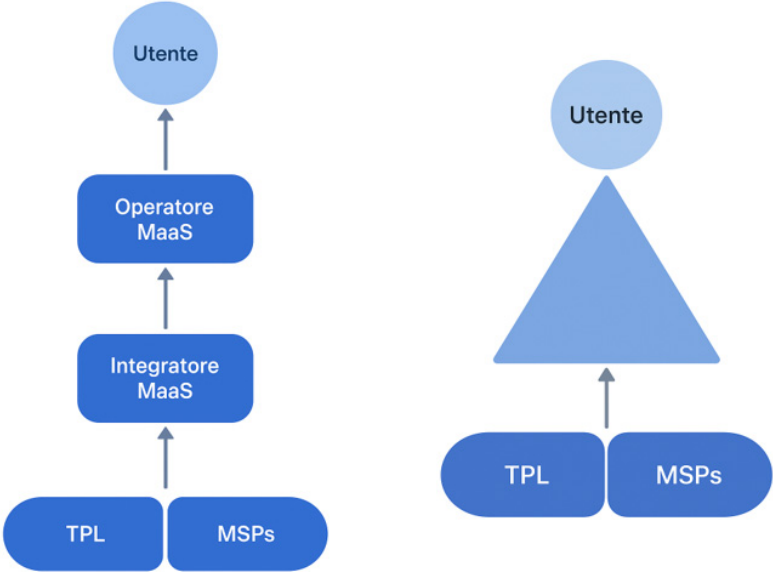 Utente
Operatore
MaaS
Integratore
MaaS
TPL
MSPs
Utente
TPL
MSPs